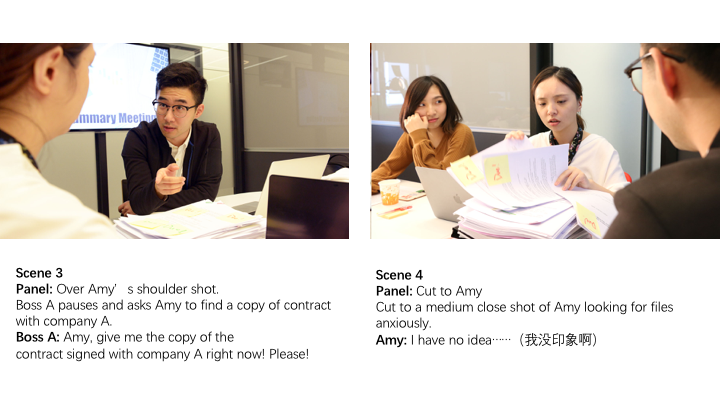 ummary Meeting
Scene 3
Panel: Over Amy’s shoulder shot.
Boss A pauses and asks Amy to find a copy of contract
with company A.
Boss A: Amy, give me the copy of the
contract signed with company A right now! Please!
Scene 4
Panel: Cut to Amy
Cut to a medium close shot of Amy looking for files
anxiously.
Amy: I have no idea……（我没印象啊）